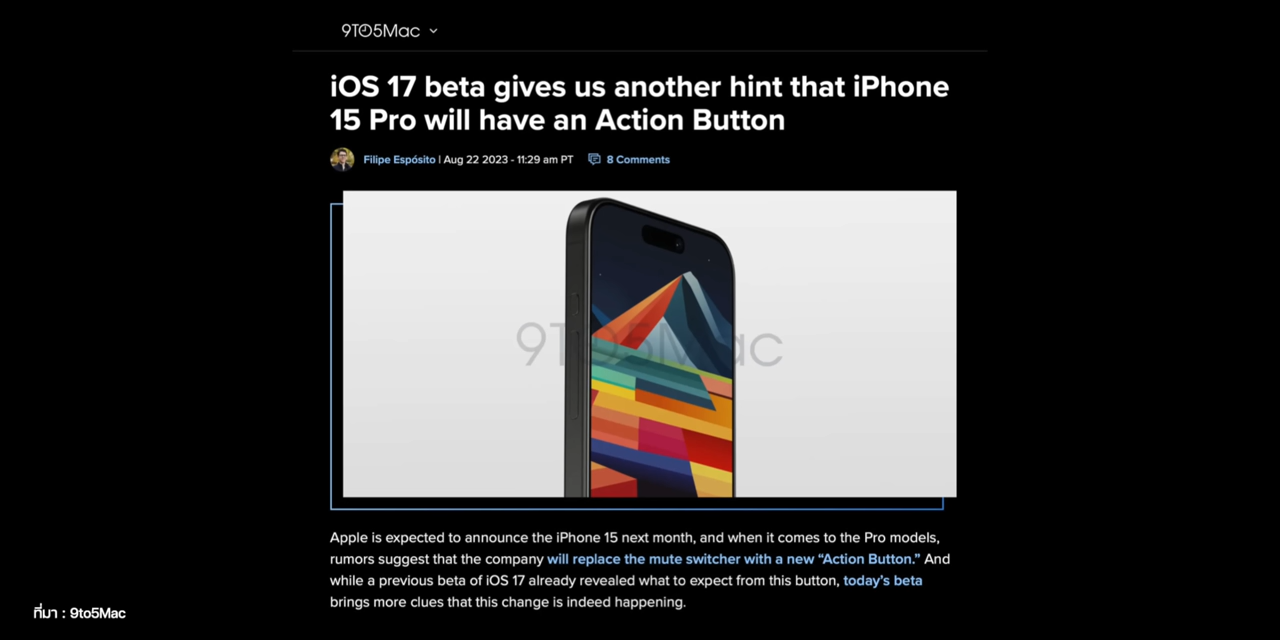 9TO5Mac
iOS 17 beta gives us another hint that iPhone
15 Pro will have an Action Button
Filipe Espósito | Aug 22 2023 - 11:29 am PT 8 Comments
9TO5Mac
Apple is expected to announce the iPhone 15 next month, and when it comes to the Pro models,
rumors suggest that the company will replace the mute switcher with a new “Action Button.” And
while a previous beta of iOS 17 already revealed what to expect from this button, today’s beta
brings more clues that this change is indeed happening.
ที่มา : 9to5Mac